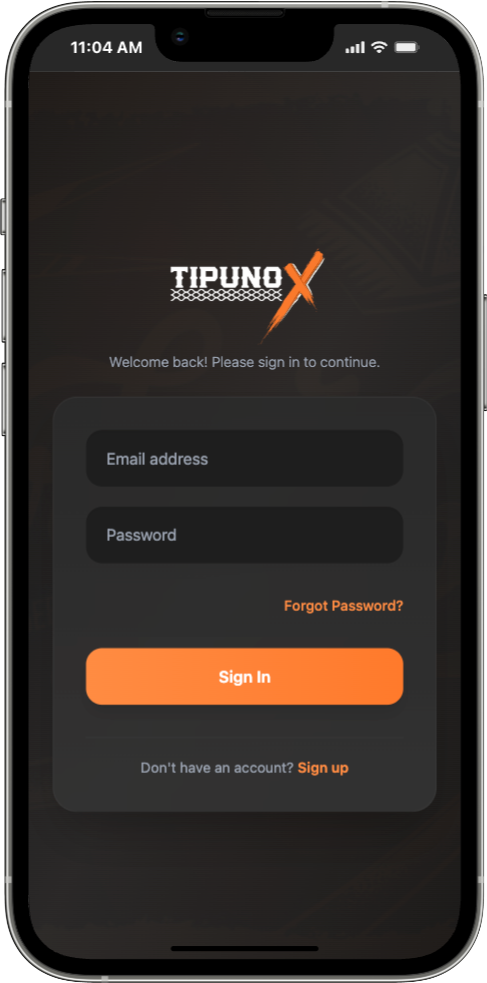 11:04 AM
TIPUNOX
Welcome back! Please sign in to continue.
Email address
Password
Forgot Password?
Sign In
Don't have an account? Sign up